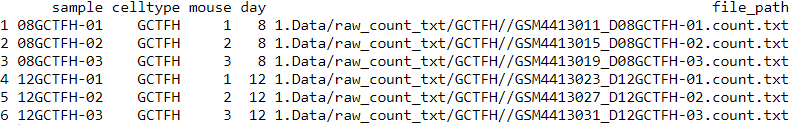 sample celltype mouse day file_path
1 08GCTFH-01 GCTFH 1 8 1.Data/raw_count_txt/GCTFH//GSM4413011_D08GCTFH-01.count.txt
2 08GCTFH-02 GCTFH 2 8 1.Data/raw_count_txt/GCTFH//GSM4413015_D08GCTFH-02.count.txt
3 08GCTFH-03 GCTFH 3 8 1.Data/raw_count_txt/GCTFH//GSM4413019_D08GCTFH-03.count.txt
4 12GCTFH-01 GCTFH 1 12 1.Data/raw_count_txt/GCTFH//GSM4413023_D12GCTFH-01.count.txt
5 12GCTFH-02 GCTFH 2 12 1.Data/raw_count_txt/GCTFH//GSM4413027_D12GCTFH-02.count.txt
6 12GCTFH-03 GCTFH 3 12 1.Data/raw_count_txt/GCTFH//GSM4413031_D12GCTFH-03.count.txt